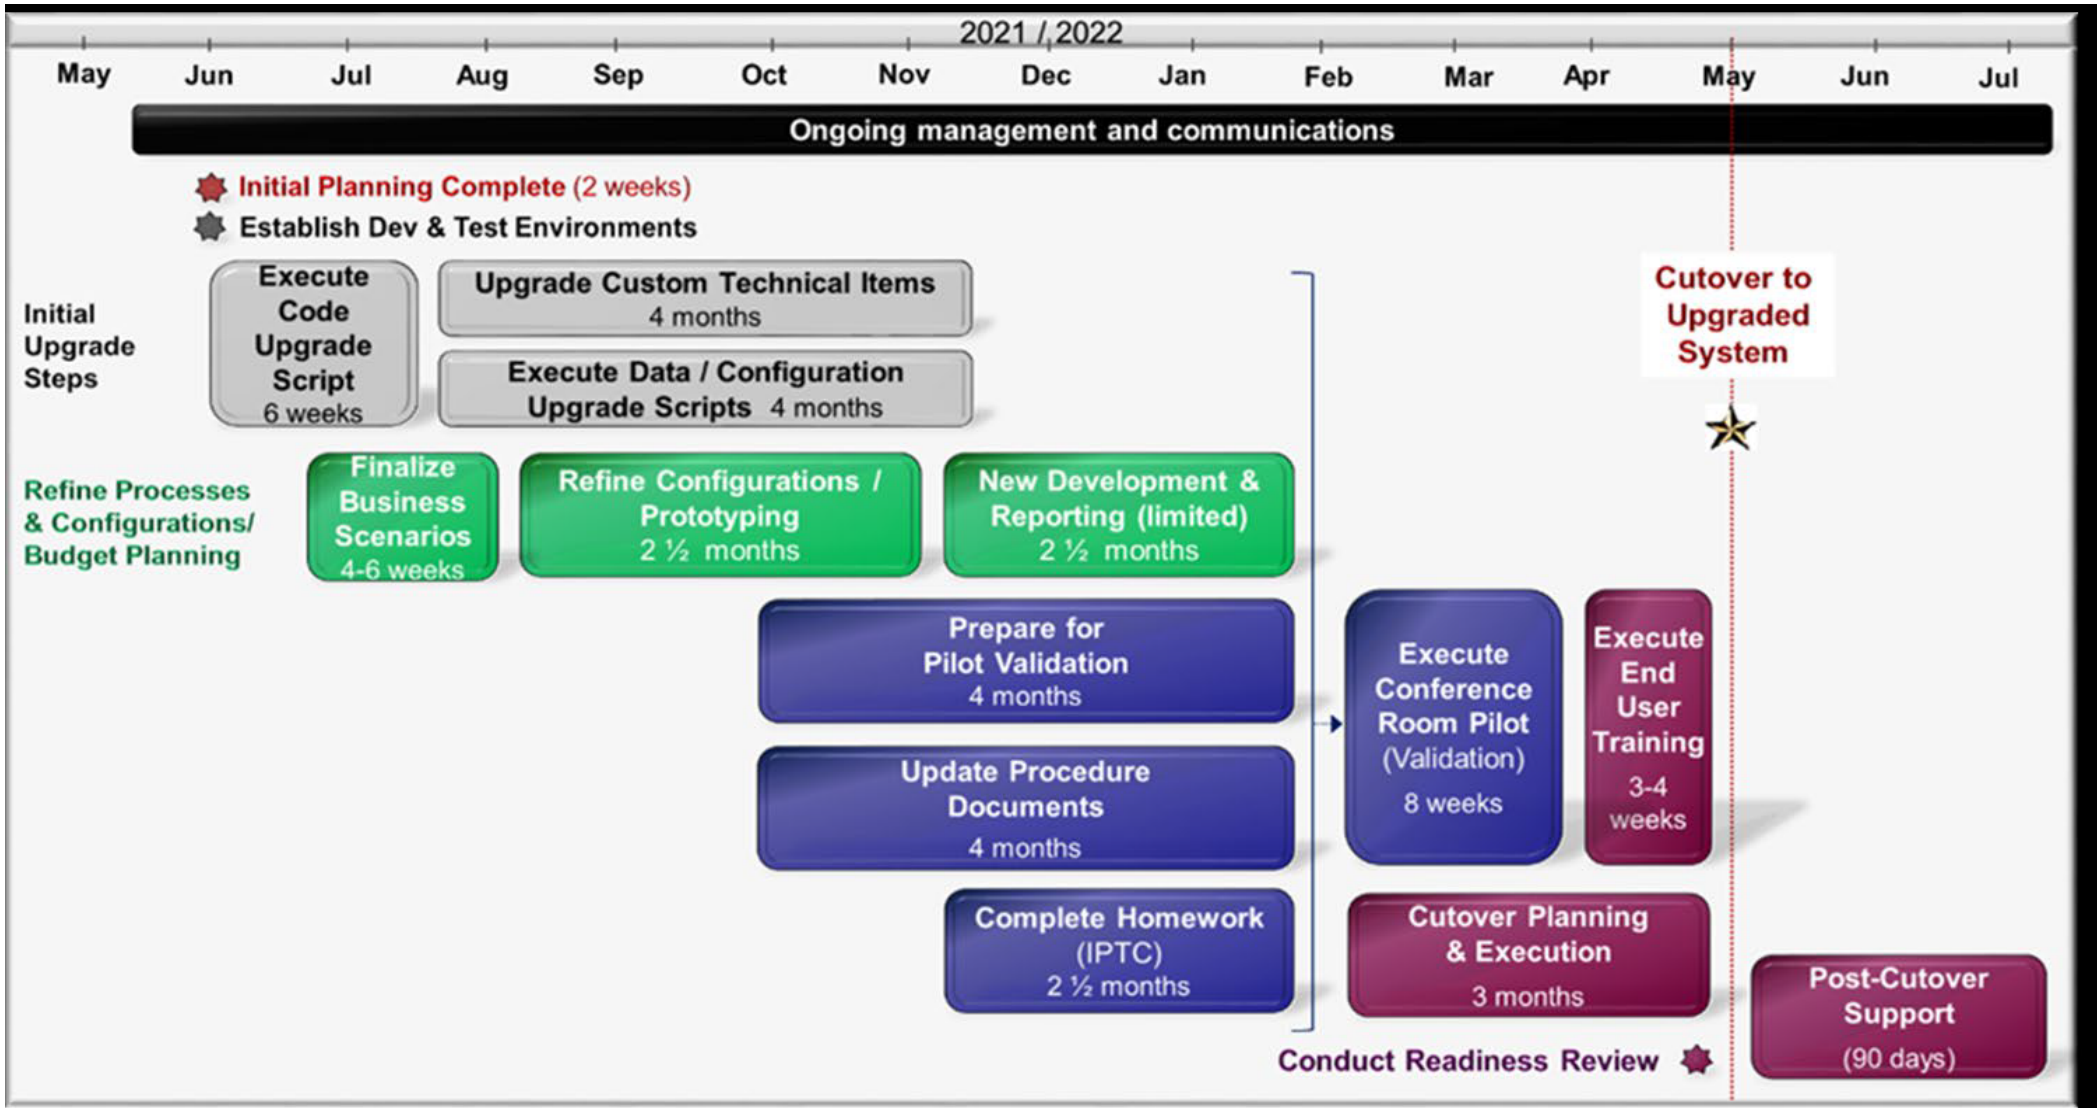 2021 / 2022
May Jun Jul Aug Sep Oct Nov Dec Jan Feb Mar Apr May Jun Jul
Ongoing management and communications
Initial Planning Complete (2 weeks)
Establish Dev & Test Environments
Initial
Upgrade
Steps
Execute
Code
Upgrade
Script
6 weeks
Upgrade Custom Technical Items
4 months
Execute Data / Configuration
Upgrade Scripts 4 months
Cutover to
Upgraded
System
Refine Processes
& Configurations/
Budget Planning
Finalize
Business
Scenarios
4-6 weeks
Refine Configurations /
Prototyping
2 ½ months
New Development &
Reporting (limited)
2 ½ months
Prepare for
Pilot Validation
4 months
Update Procedure
Documents
4 months
Complete Homework
(IPTC)
2 ½ months
Execute
Conference
Room Pilot
(Validation)
8 weeks
Execute
End
User
Training
3-4
weeks
Cutover Planning
& Execution
3 months
Conduct Readiness Review
Post-Cutover
Support
(90 days)